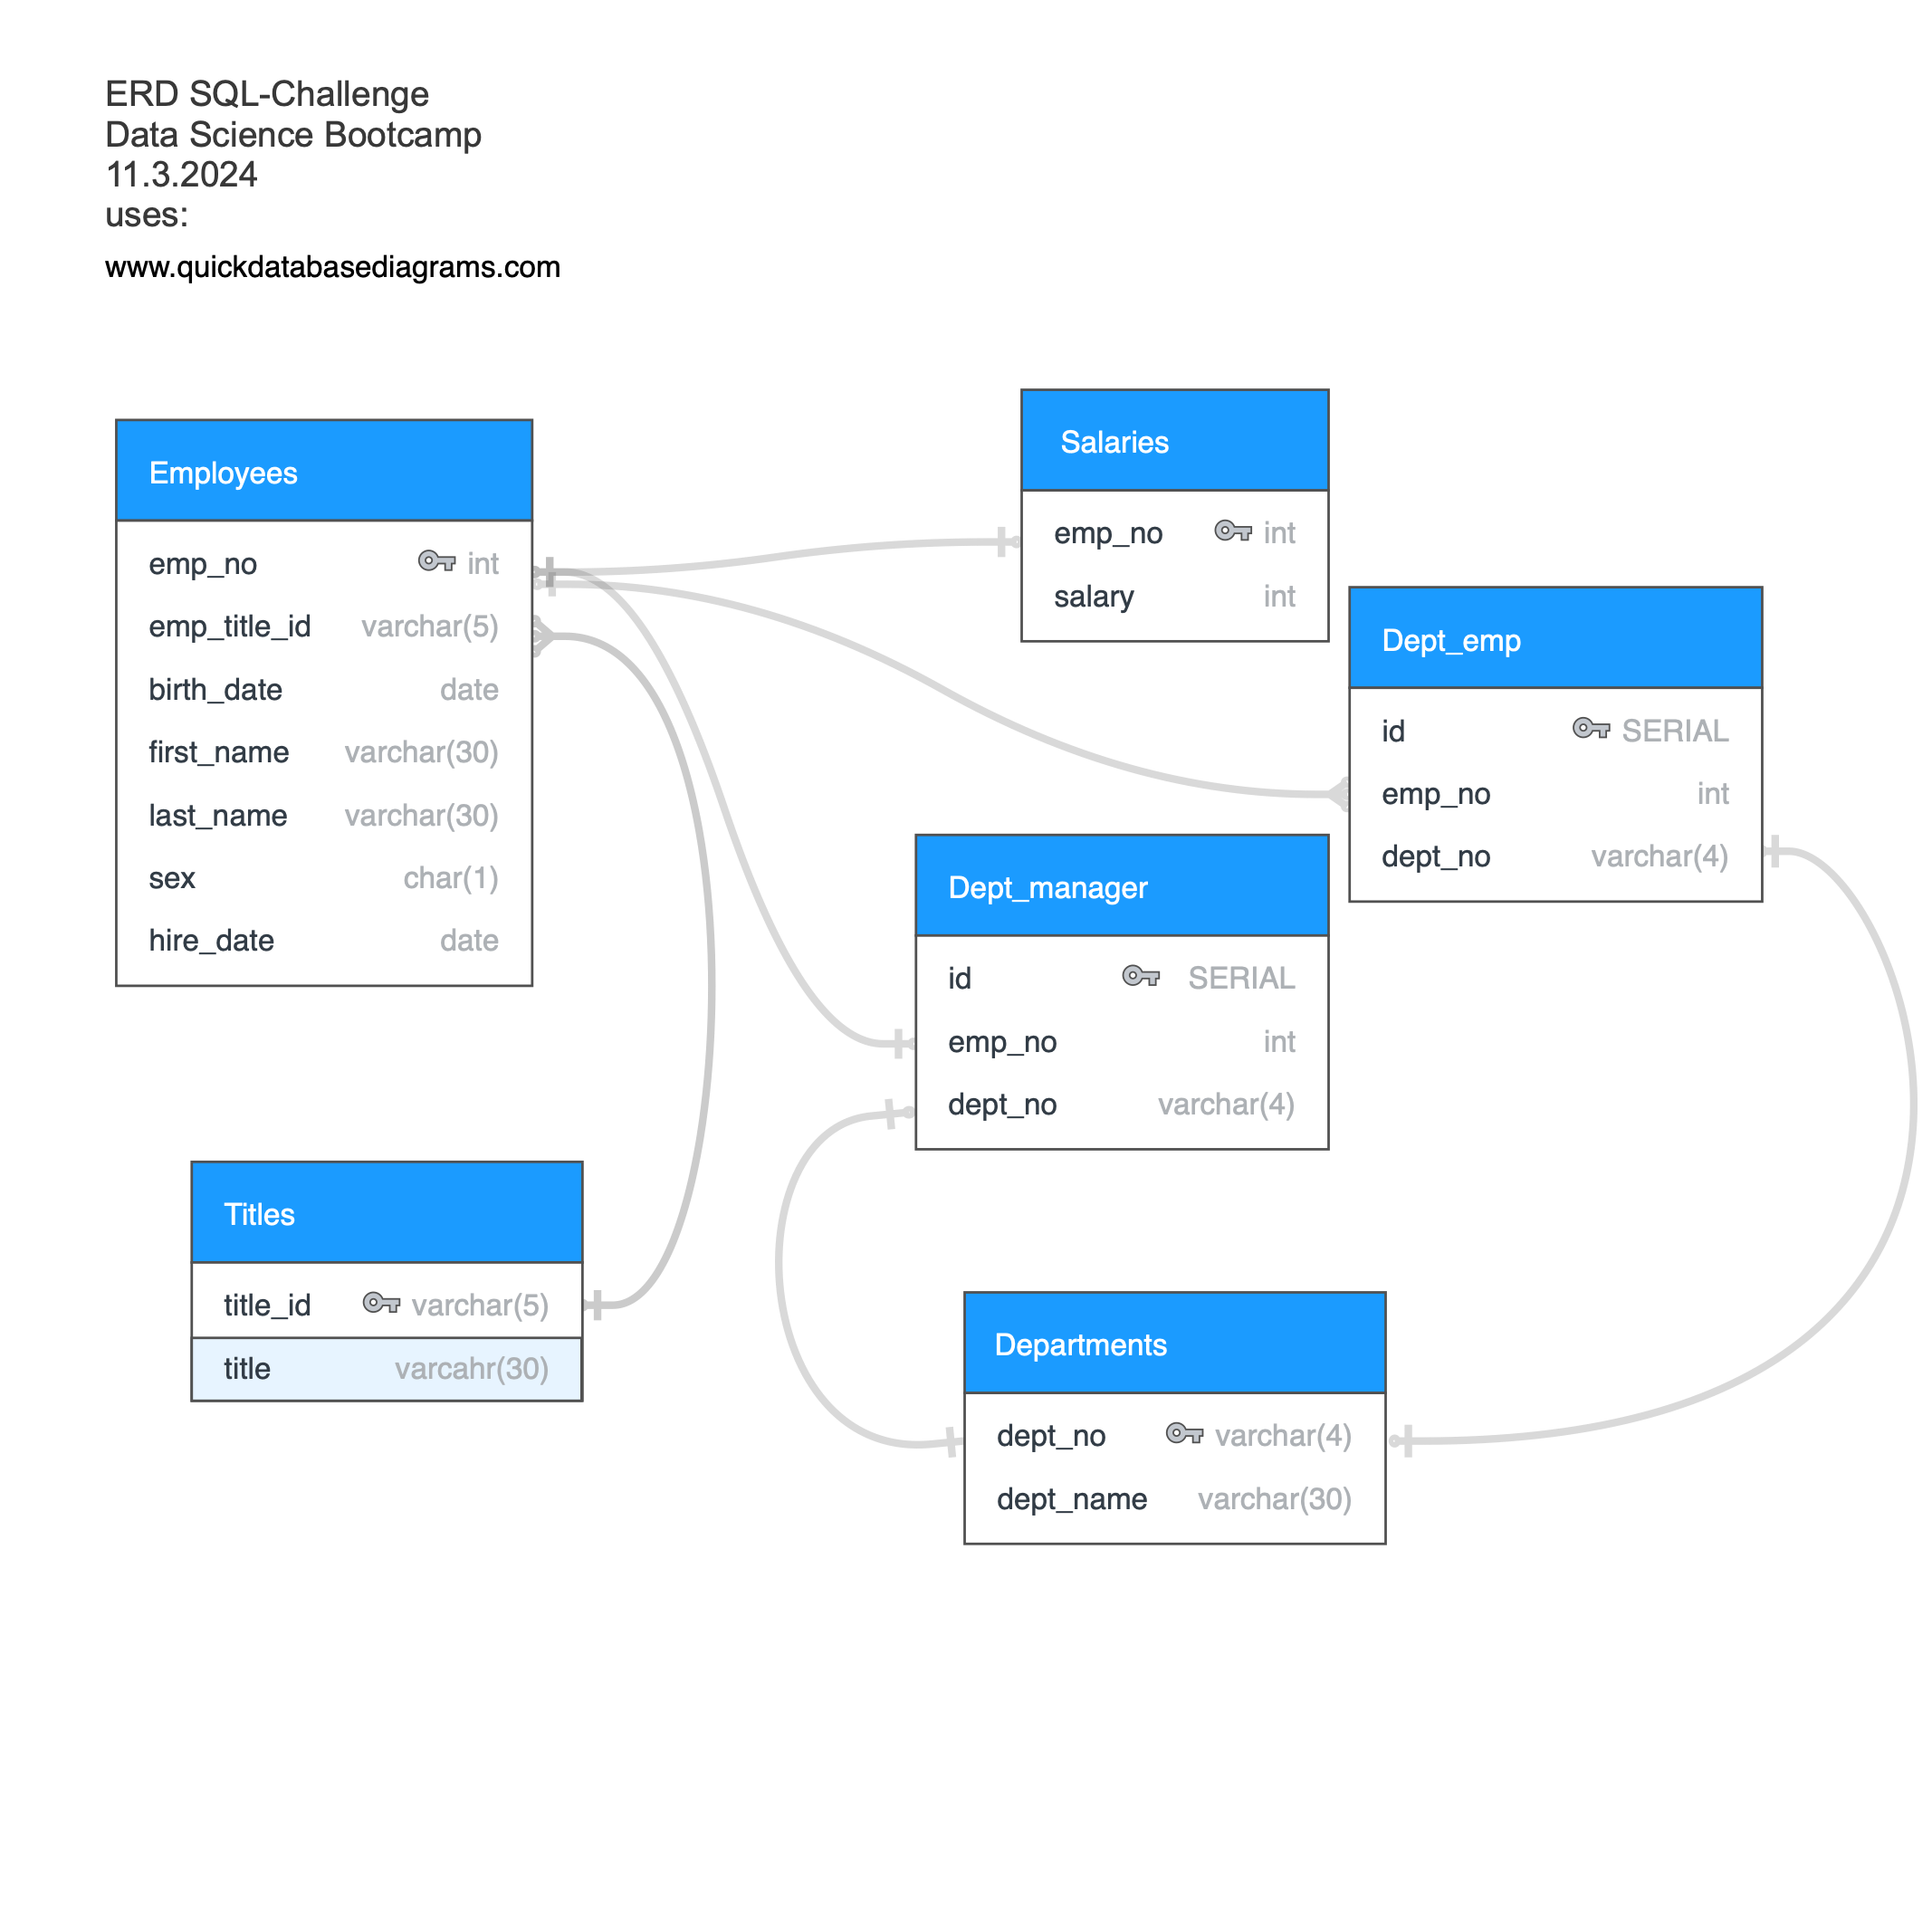 ERD SQL-Challenge
Data Science Bootcamp
11.3.2024
uses:
www.quickdatabasediagrams.com
Employees
emp_no int
emp_title_id varchar(5)
birth_date date
first_name varchar(30)
last_name varchar(30)
sex char(1)
hire_date date
Salaries
emp_no int
salary int
Dept_emp
id SERIAL
emp_no int
dept_no varchar(4)
Dept_manager
id SERIAL
emp_no int
dept_no varchar(4)
Titles
title_id varchar(5)
title varcahr(30)
Departments
dept_no varchar(4)
dept_name varchar(30)